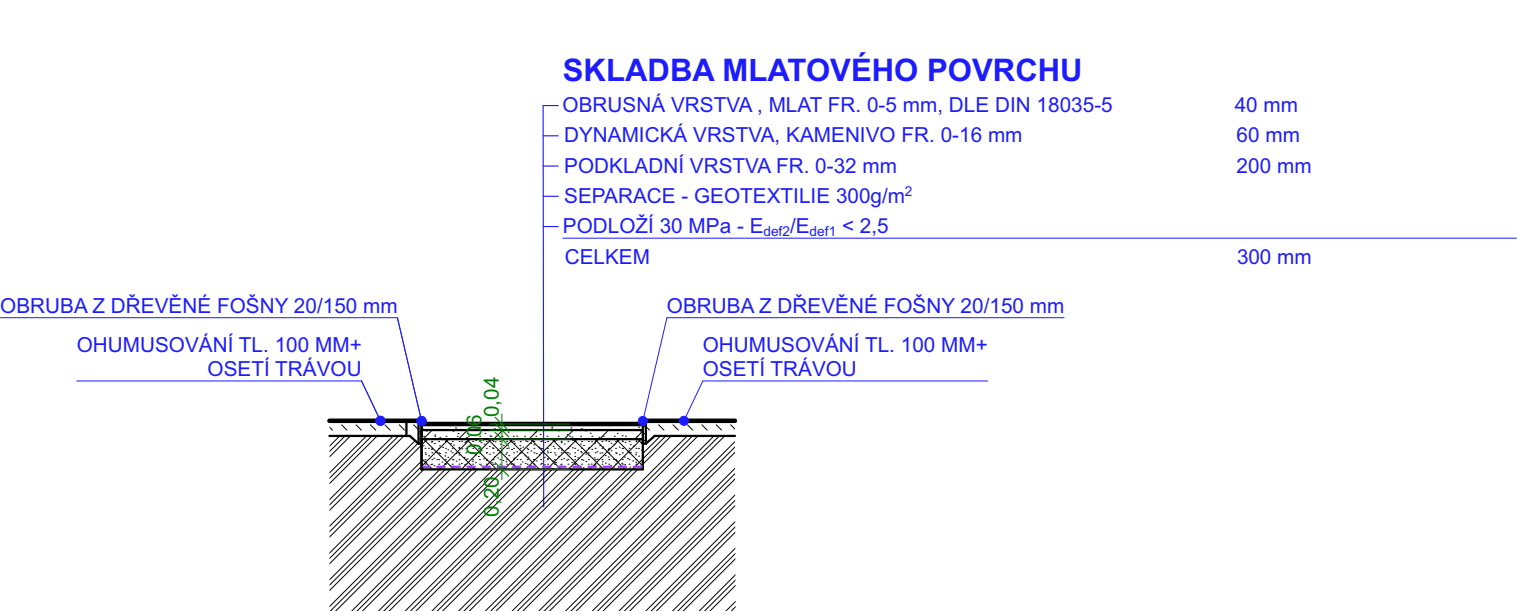 SKLADBA MLATOVÉHO POVRCHU
OBRUSNÁ VRSTVA , MLAT FR. 0-5 mm, DLE DIN 18035-5 40 mm
DYNAMICKÁ VRSTVA, KAMENIVO FR. 0-16 mm 60 mm
PODKLADNÍ VRSTVA FR. 0-32 mm 200 mm
SEPARACE - GEOTEXTILIE 300g/m²
PODLOŽÍ 30 MPa - Edef2/Edef1 < 2,5
CELKEM 300 mm
OBRUBA Z DŘEVĚNÉ FOŠNY 20/150 mm
OHUMUSOVÁNÍ TL. 100 MM+
OSETÍ TRÁVOU
OBRUBA Z DŘEVĚNÉ FOŠNY 20/150 mm
OHUMUSOVÁNÍ TL. 100 MM+
OSETÍ TRÁVOU
0,04
0,06
0,20